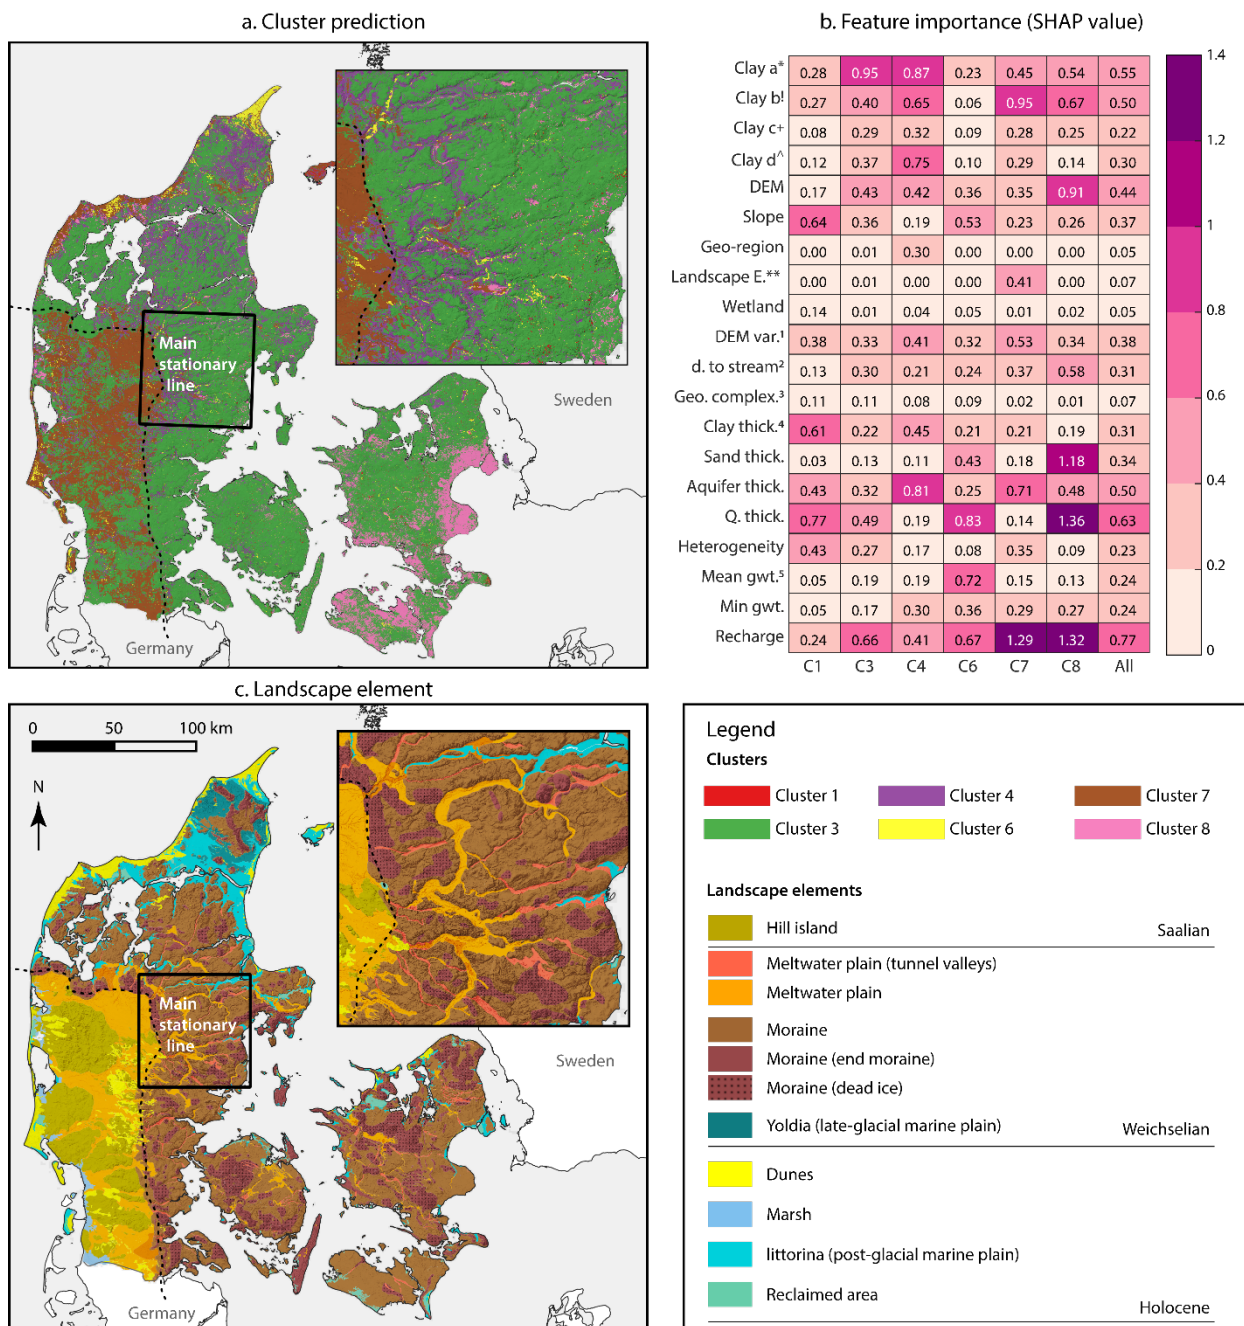 a. Cluster prediction
Main
stationary
line
Sweden
Germany
b. Feature importance (SHAP value)
Clay a* 0.28 0.95 0.87 0.23 0.45 0.54 0.55
Clay b! 0.27 0.40 0.65 0.06 0.95 0.67 0.50
Clay c+ 0.08 0.29 0.32 0.09 0.28 0.25 0.22
Clay d^ 0.12 0.37 0.75 0.10 0.29 0.14 0.30
DEM 0.17 0.43 0.42 0.36 0.35 0.91 0.44
Slope 0.64 0.36 0.19 0.53 0.23 0.26 0.37
Geo-region 0.00 0.01 0.30 0.00 0.00 0.00 0.05
Landscape E.** 0.00 0.01 0.00 0.00 0.41 0.00 0.07
Wetland 0.14 0.01 0.04 0.05 0.01 0.02 0.05
DEM var.¹ 0.38 0.33 0.41 0.32 0.53 0.34 0.38
d. to stream² 0.13 0.30 0.21 0.24 0.37 0.58 0.31
Geo. complex.³ 0.11 0.11 0.08 0.09 0.02 0.01 0.07
Clay thick.⁴ 0.61 0.22 0.45 0.21 0.21 0.19 0.31
Sand thick. 0.03 0.13 0.11 0.43 0.18 1.18 0.34
Aquifer thick. 0.43 0.32 0.81 0.25 0.71 0.48 0.50
Q. thick. 0.77 0.49 0.19 0.83 0.14 1.36 0.63
Heterogeneity 0.43 0.27 0.17 0.08 0.35 0.09 0.23
Mean gwt.⁵ 0.05 0.19 0.19 0.72 0.15 0.13 0.24
Min gwt. 0.05 0.17 0.30 0.36 0.29 0.27 0.24
Recharge 0.24 0.66 0.41 0.67 1.29 1.32 0.77
C1 C3 C4 C6 C7 C8 All
1.4
1.2
1
0.8
0.6
0.4
0.2
0
c. Landscape element
0 50 100 km
N
Main
stationary
line
Sweden
Germany
Legend
Clusters
Cluster 1 Cluster 4 Cluster 7
Cluster 3 Cluster 6 Cluster 8
Landscape elements
Hill island Saalian
Meltwater plain (tunnel valleys)
Meltwater plain
Moraine
Moraine (end moraine)
Moraine (dead ice)
Yoldia (late-glacial marine plain) Weichselian
Dunes
Marsh
littorina (post-glacial marine plain)
Reclaimed area
Holocene